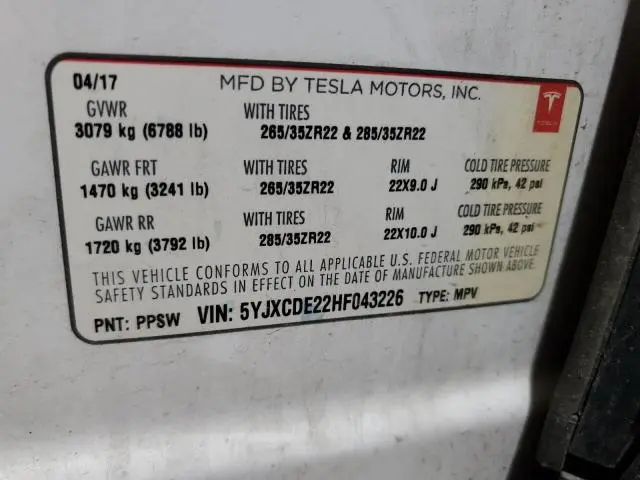 04/17 MFD BY TESLA MOTORS, INC.
GVWR WITH TIRES
3079 kg (6788 lb) 265/35ZR22 & 285/35ZR22
GAWR FRT WITH TIRES RIM COLD TIRE PRESSURE
1470 kg (3241 lb) 265/35ZR22 22X9.0 J 290 kPa, 42 psi
GAWR RR WITH TIRES RIM COLD TIRE PRESSURE
1720 kg (3792 lb) 285/35ZR22 22X10.0 J 290 kPa, 42 psi
THIS VEHICLE CONFORMS TO ALL APPLICABLE U.S. FEDERAL MOTOR VEHICLE
SAFETY STANDARDS IN EFFECT ON THE DATE OF MANUFACTURE SHOWN ABOVE.
PNT: PPSW VIN: 5YJXCDE22HF043226 TYPE: MPV
TESLA